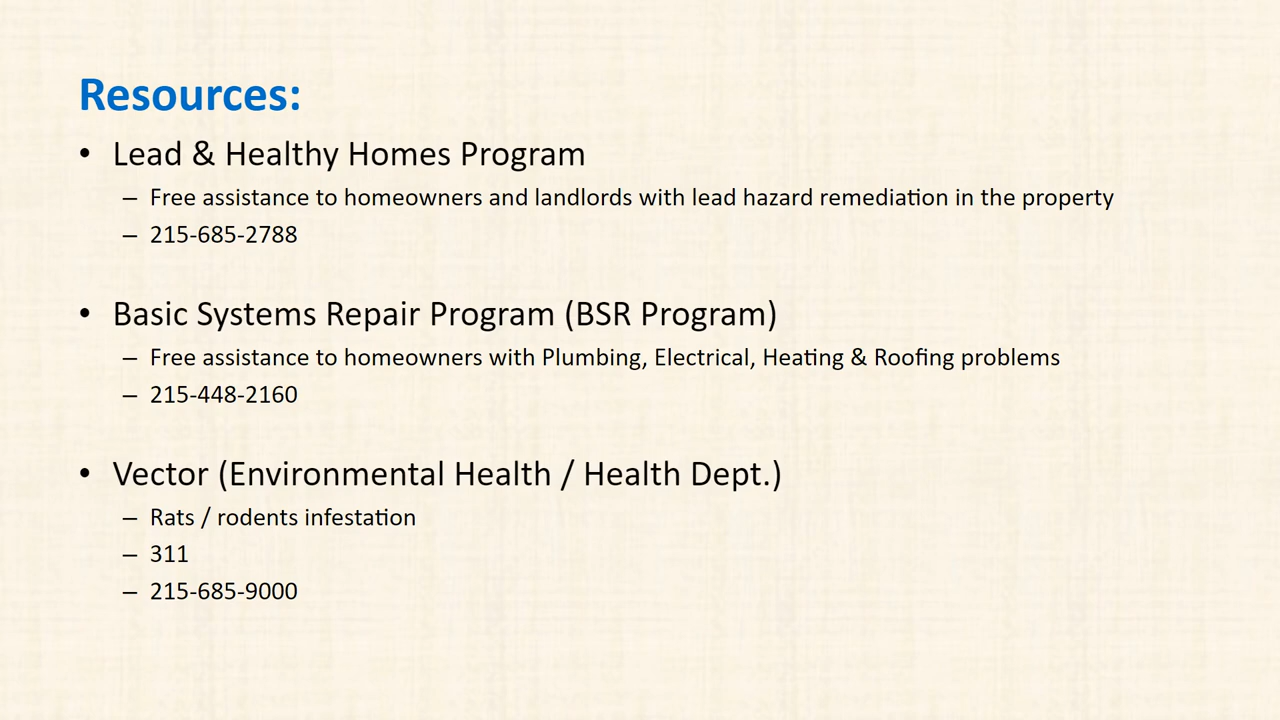 Resources:
• Lead & Healthy Homes Program
– Free assistance to homeowners and landlords with lead hazard remediation in the property
– 215-685-2788
• Basic Systems Repair Program (BSR Program)
– Free assistance to homeowners with Plumbing, Electrical, Heating & Roofing problems
– 215-448-2160
• Vector (Environmental Health / Health Dept.)
– Rats / rodents infestation
– 311
– 215-685-9000